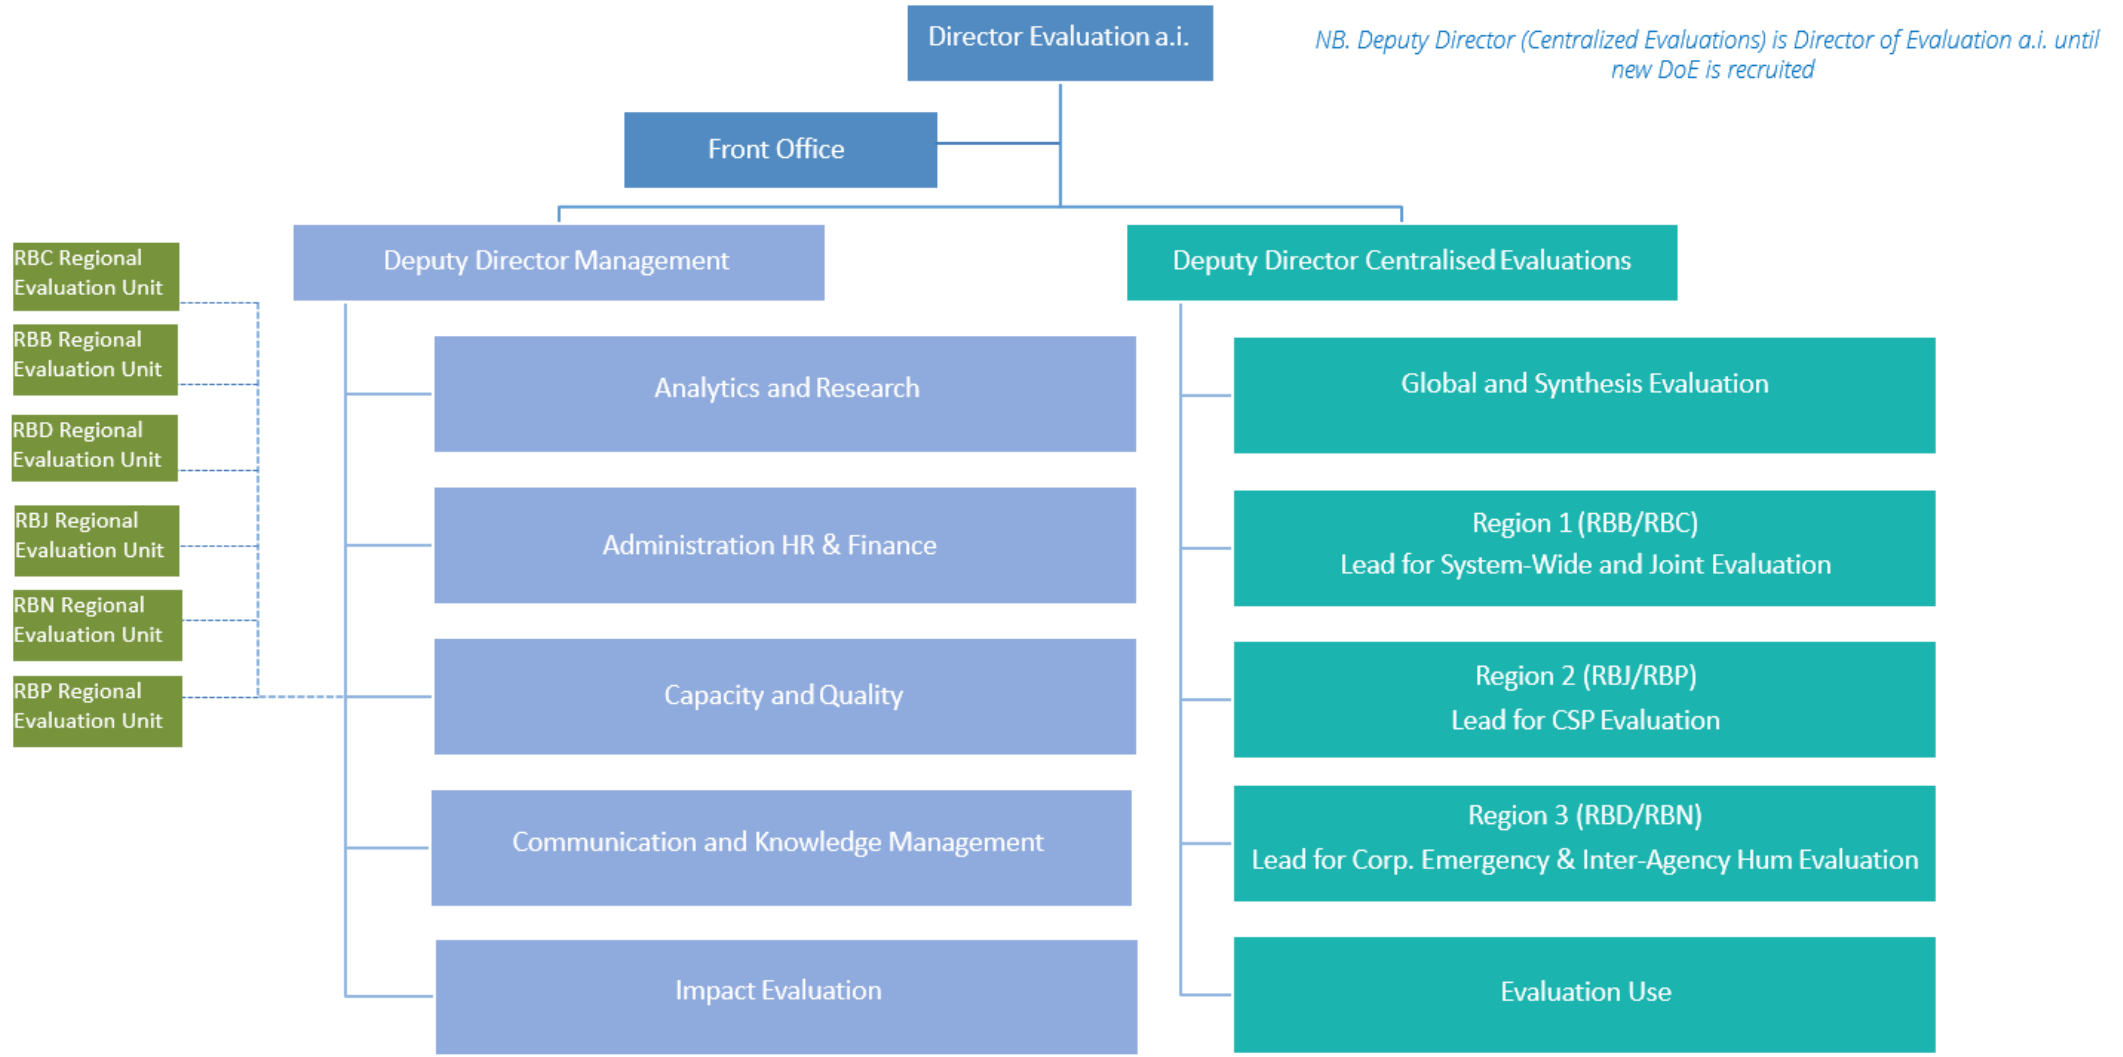 Director Evaluation a.i.
NB. Deputy Director (Centralized Evaluations) is Director of Evaluation a.i. until
new DoE is recruited
Front Office
Deputy Director Management
Deputy Director Centralised Evaluations
RBC Regional
Evaluation Unit
RBB Regional
Evaluation Unit
RBD Regional
Evaluation Unit
RBJ Regional
Evaluation Unit
RBN Regional
Evaluation Unit
RBP Regional
Evaluation Unit
Analytics and Research
Administration HR & Finance
Capacity and Quality
Communication and Knowledge Management
Impact Evaluation
Global and Synthesis Evaluation
Region 1 (RBB/RBC)
Lead for System-Wide and Joint Evaluation
Region 2 (RBJ/RBP)
Lead for CSP Evaluation
Region 3 (RBD/RBN)
Lead for Corp. Emergency & Inter-Agency Hum Evaluation
Evaluation Use